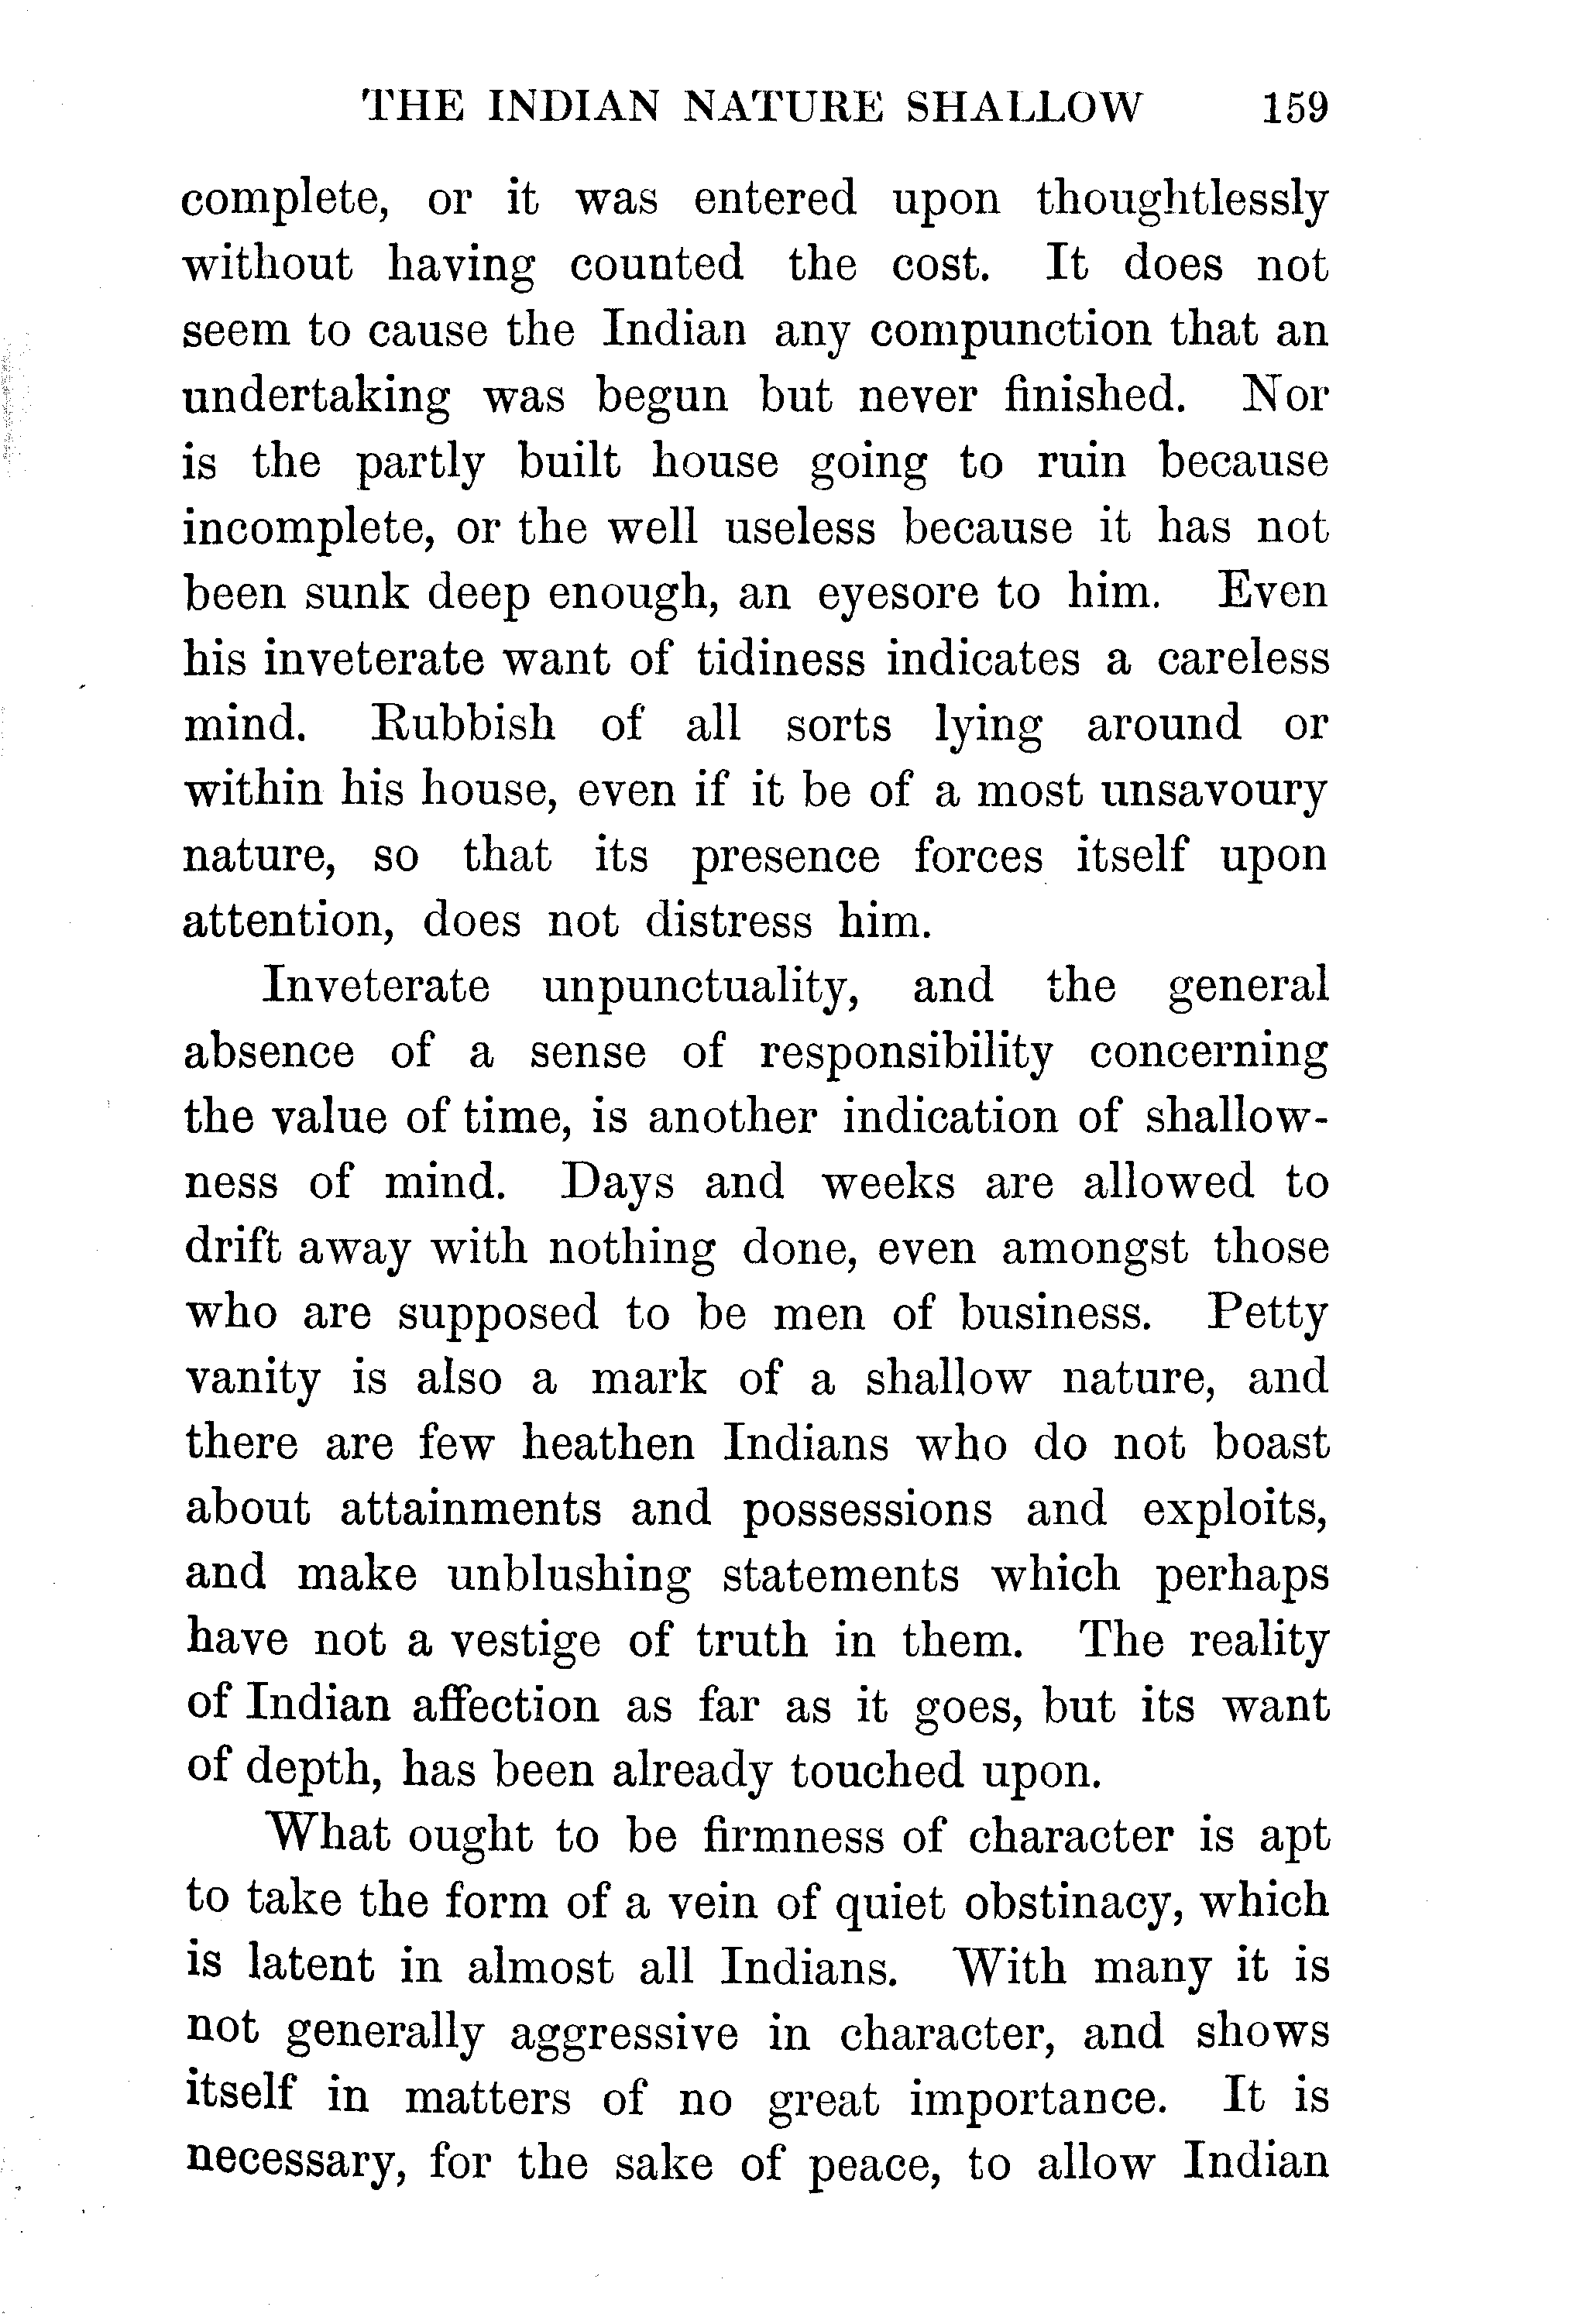 THE INDIAN NATURE SHALLOW 159
complete, or it was entered upon thoughtlessly
without having counted the cost. It does not
seem to cause the Indian any compunction that an
undertaking was begun but never finished. Nor
is the partly built house going to ruin because
incomplete, or the well useless because it has not
been sunk deep enough, an eyesore to him. Even
his inveterate want of tidiness indicates a careless
mind. Rubbish of all sorts lying around or
within his house, even if it be of a most unsavoury
nature, so that its presence forces itself upon
attention, does not distress him.
Inveterate unpunctuality, and the general
absence of a sense of responsibility concerning
the value of time, is another indication of shallow-
ness of mind. Days and weeks are allowed to
drift away with nothing done, even amongst those
who are supposed to be men of business. Petty
vanity is also a mark of a shallow nature, and
there are few heathen Indians who do not boast
about attainments and possessions and exploits,
and make unblushing statements which perhaps
have not a vestige of truth in them. The reality
of Indian affection as far as it goes, but its want
of depth, has been already touched upon.
What ought to be firmness of character is apt
to take the form of a vein of quiet obstinacy, which
is latent in almost all Indians. With many it is
not generally aggressive in character, and shows
itself in matters of no great importance. It is
necessary, for the sake of peace, to allow Indian